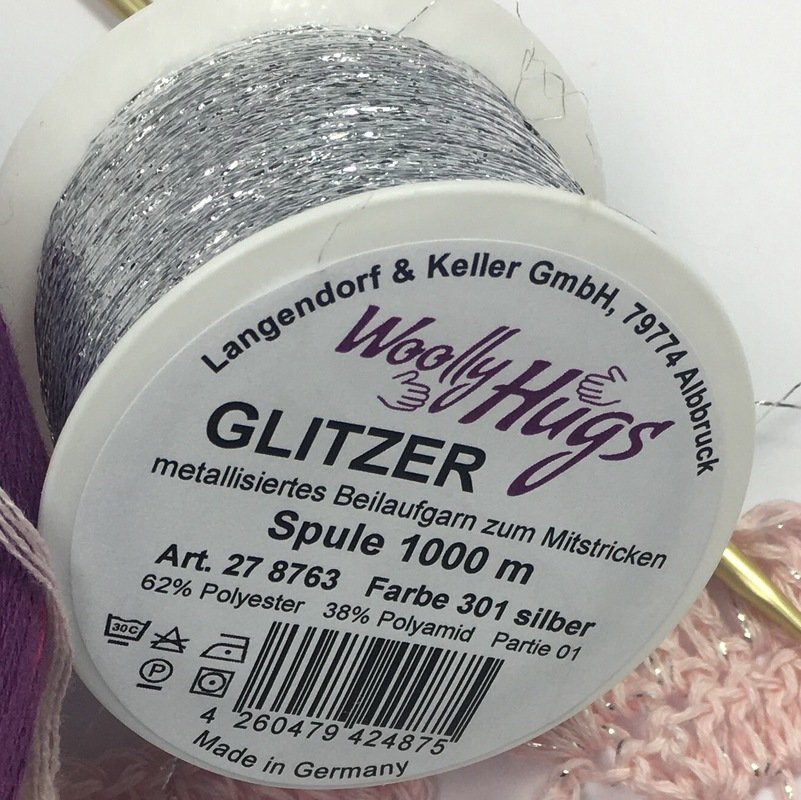 Langendorf & Keller GmbH, 79774 Albbruck
Woolly Hugs
GLITZER
metallisiertes Beilaufgarn zum Mitstricken
Spule 1000 m
Art. 27 8763 Farbe 301 silber
62% Polyester 38% Polyamid Partie 01
30C
P
4 260479 424875
Made in Germany